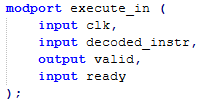 modport execute_in (
    input clk,
    input decoded_instr,
    output valid,
    input ready
);